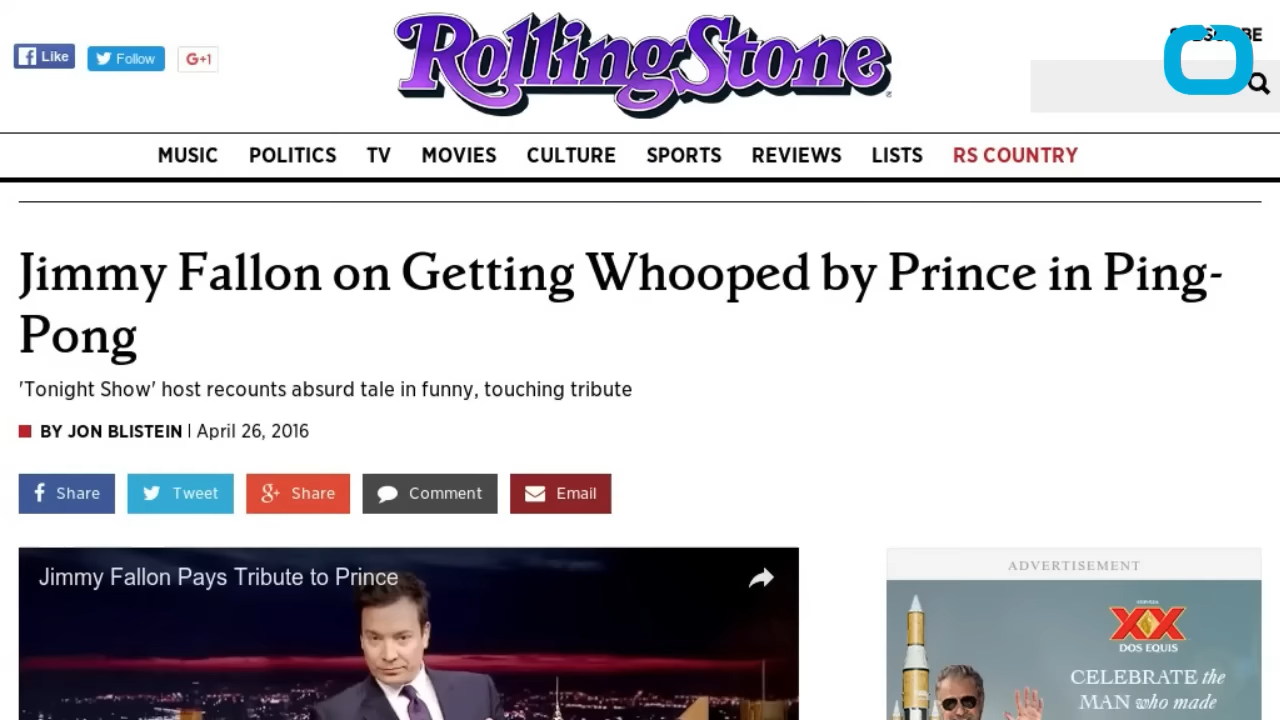 Like
Follow
G+1
RollingStone
MUSIC POLITICS TV MOVIES CULTURE SPORTS REVIEWS LISTS RS COUNTRY
Jimmy Fallon on Getting Whooped by Prince in Ping-
Pong
'Tonight Show' host recounts absurd tale in funny, touching tribute
BY JON BLISTEIN | April 26, 2016
Share
Tweet
Share
Comment
Email
Jimmy Fallon Pays Tribute to Prince
ADVERTISEMENT
XX
DOS EQUIS
CELEBRATE the
MAN who made